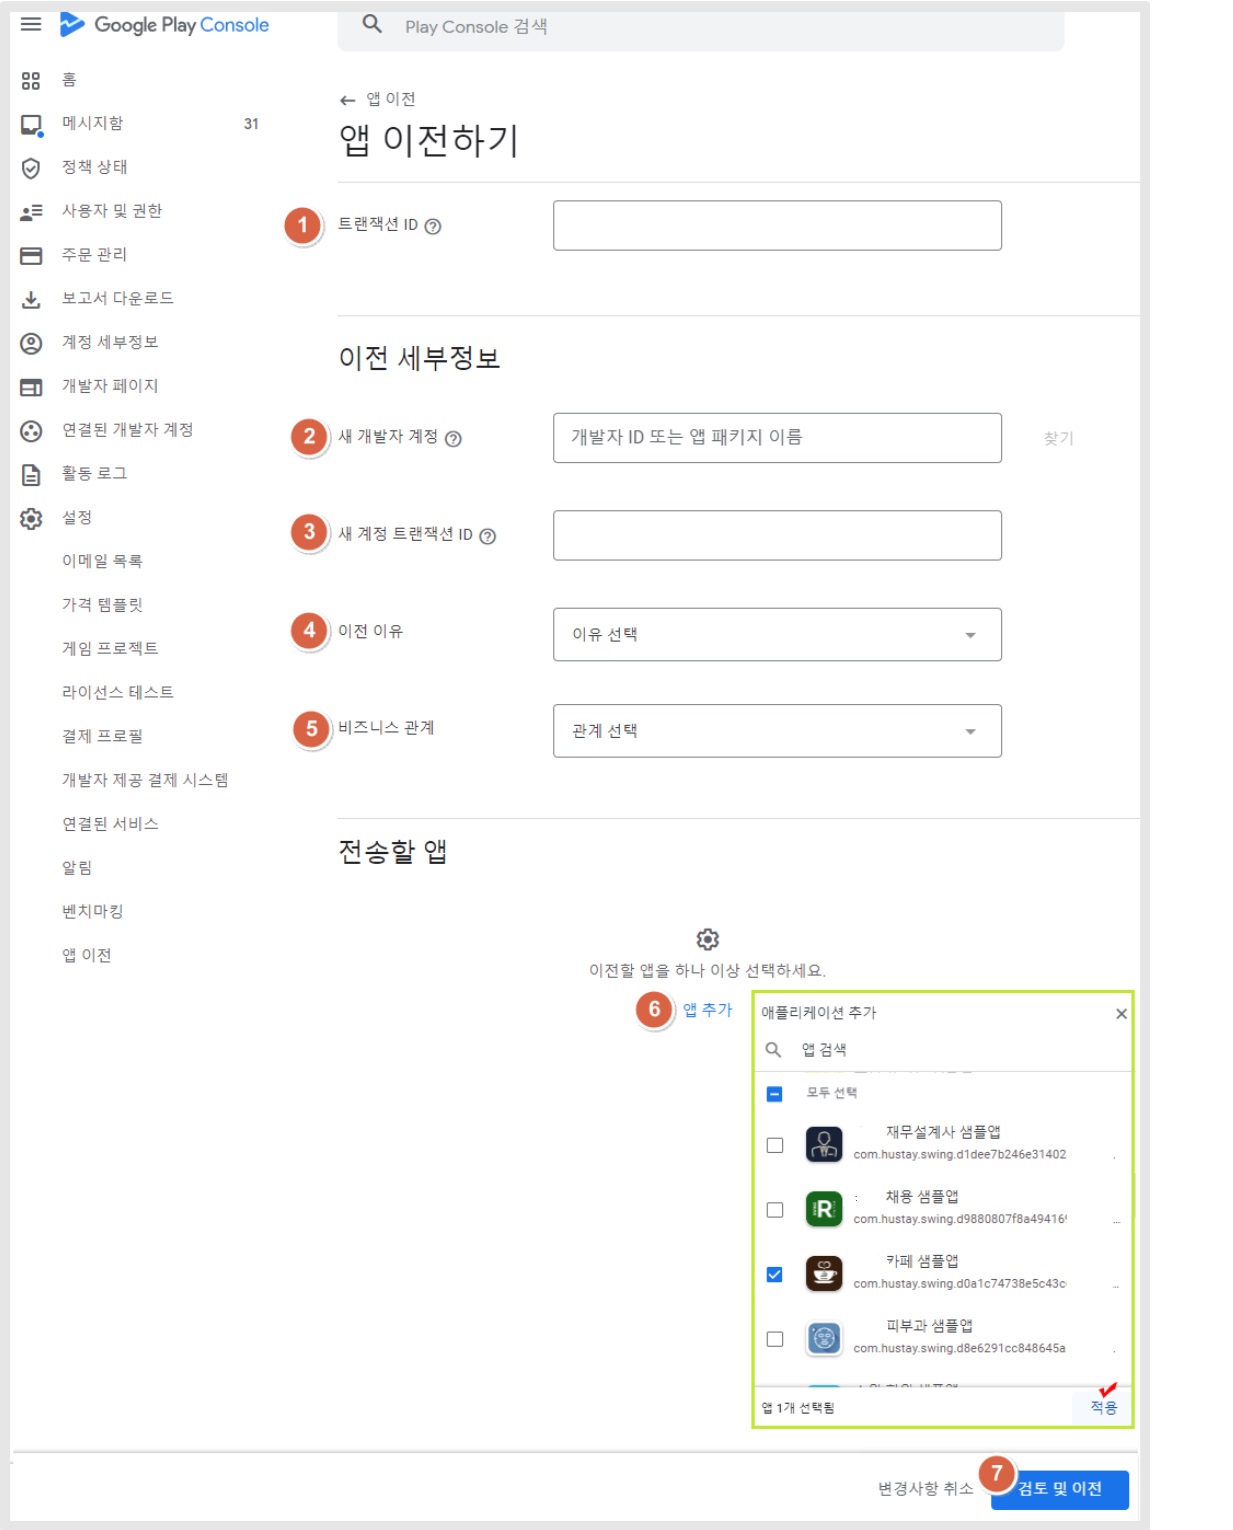 Google Play Console
Play Console 검색
홈
메시지함 31
정책 상태
사용자 및 권한
주문 관리
보고서 다운로드
계정 세부정보
개발자 페이지
연결된 개발자 계정
활동 로그
설정
이메일 목록
가격 템플릿
게임 프로젝트
라이선스 테스트
결제 프로필
개발자 제공 결제 시스템
연결된 서비스
알림
벤치마킹
앱 이전
← 앱 이전
앱 이전하기
1 트랜잭션 ID
이전 세부정보
2 새 개발자 계정
개발자 ID 또는 앱 패키지 이름
찾기
3 새 계정 트랜잭션 ID
4 이전 이유
이유 선택
5 비즈니스 관계
관계 선택
전송할 앱
이전할 앱을 하나 이상 선택하세요.
6 앱 추가
애플리케이션 추가
앱 검색
모두 선택
재무설계사 샘플앱
com.hustay.swing.d1dee7b246e31402
R
채용 샘플앱
com.hustay.swing.d9880807f8a49416
카페 샘플앱
com.hustay.swing.d0a1c74738e5c43c
피부과 샘플앱
com.hustay.swing.d8e6291cc848645a
앱 1개 선택됨
적용
변경사항 취소
7 검토 및 이전